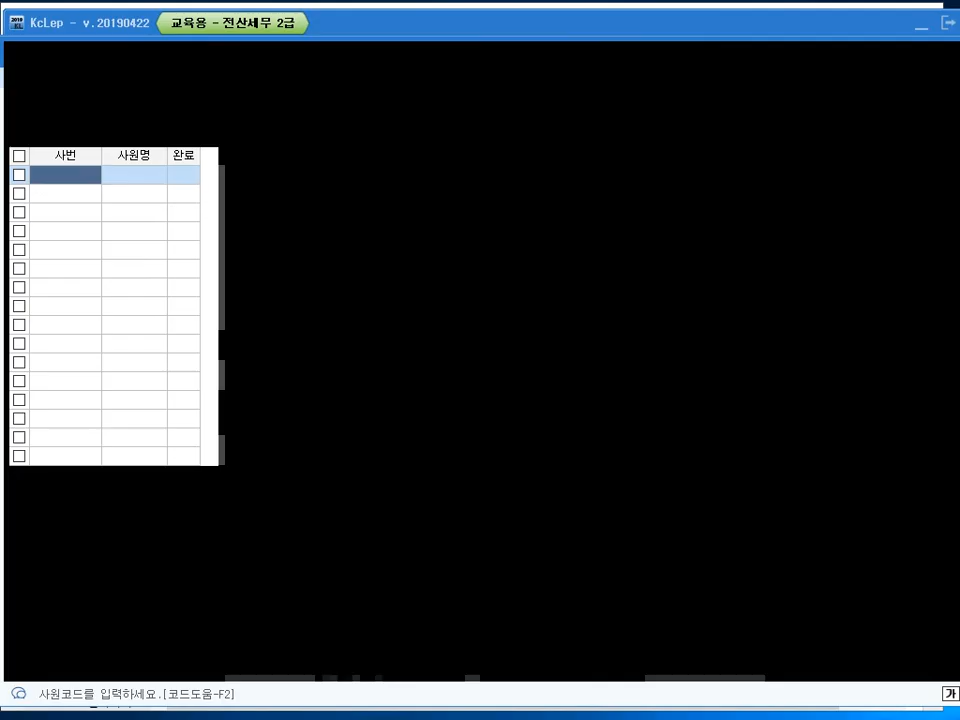 KcLep - v.20190422 교육용 - 전산세무 2급
사번 사원명 완료
사원코드를 입력하세요.[코드도움-F2] 가